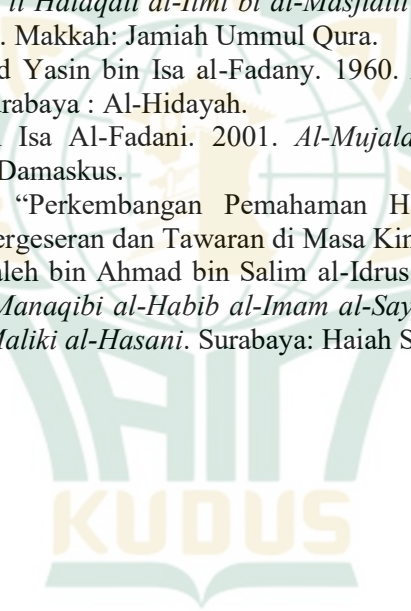 li Halaqati al-Ilmi bi al-Masjidil
. Makkah: Jamiah Ummul Qura.
d Yasin bin Isa al-Fadany. 1960.
urabaya : Al-Hidayah.
Isa Al-Fadani. 2001. Al-Mujala
Damaskus.
“Perkembangan Pemahaman H
ergeseran dan Tawaran di Masa Kin
aleh bin Ahmad bin Salim al-Idrus
Manaqibi al-Habib al-Imam al-Say
Maliki al-Hasani. Surabaya: Haiah S
KUDUS